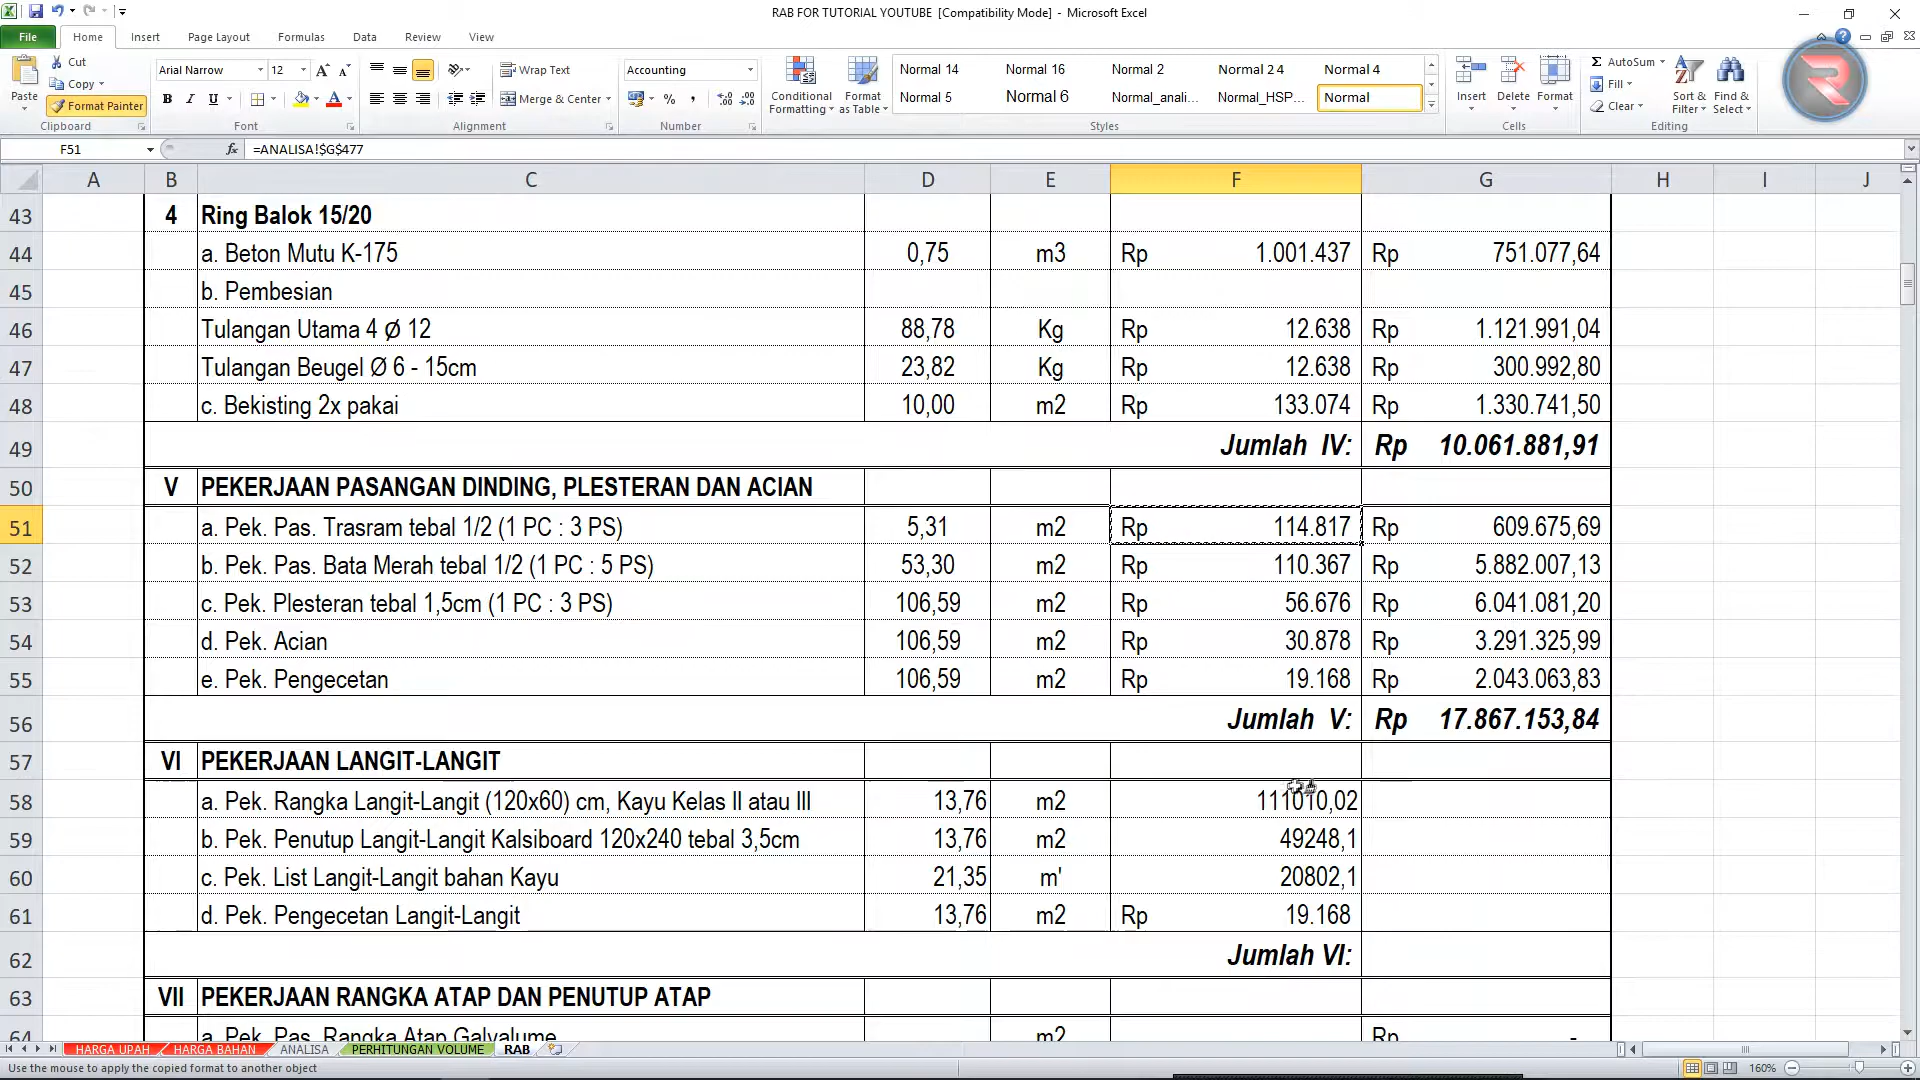 RAB FOR TUTORIAL YOUTUBE [Compatibility Mode] - Microsoft Excel
File Home Insert Page Layout Formulas Data Review View
Paste
Cut
Copy
Format Painter
Clipboard
Arial Narrow 12
B I U
Font
Wrap Text
Merge & Center
Alignment
Accounting
Number
Conditional Formatting
Format as Table
Normal 14 Normal 16 Normal 2 Normal 2 4 Normal 4
Normal 5 Normal 6 Normal_anali... Normal_HSP... Normal
Styles
Insert Delete Format
Cells
AutoSum
Fill
Clear
Sort & Filter
Find & Select
Editing
F51 fx =ANALISA!$G$477
A B C D E F G H I J
43 4 Ring Balok 15/20
44 a. Beton Mutu K-175 0,75 m3 Rp 1.001.437 Rp 751.077,64
45 b. Pembesian
46 Tulangan Utama 4 Ø 12 88,78 Kg Rp 12.638 Rp 1.121.991,04
47 Tulangan Beugel Ø 6 - 15cm 23,82 Kg Rp 12.638 Rp 300.992,80
48 c. Bekisting 2x pakai 10,00 m2 Rp 133.074 Rp 1.330.741,50
49 Jumlah IV: Rp 10.061.881,91
50 V PEKERJAAN PASANGAN DINDING, PLESTERAN DAN ACIAN
51 a. Pek. Pas. Trasram tebal 1/2 (1 PC : 3 PS) 5,31 m2 Rp 114.817 Rp 609.675,69
52 b. Pek. Pas. Bata Merah tebal 1/2 (1 PC : 5 PS) 53,30 m2 Rp 110.367 Rp 5.882.007,13
53 c. Pek. Plesteran tebal 1,5cm (1 PC : 3 PS) 106,59 m2 Rp 56.676 Rp 6.041.081,20
54 d. Pek. Acian 106,59 m2 Rp 30.878 Rp 3.291.325,99
55 e. Pek. Pengecetan 106,59 m2 Rp 19.168 Rp 2.043.063,83
56 Jumlah V: Rp 17.867.153,84
57 VI PEKERJAAN LANGIT-LANGIT
58 a. Pek. Rangka Langit-Langit (120x60) cm, Kayu Kelas II atau III 13,76 m2 111010,02
59 b. Pek. Penutup Langit-Langit Kalsiboard 120x240 tebal 3,5cm 13,76 m2 49248,1
60 c. Pek. List Langit-Langit bahan Kayu 21,35 m' 20802,1
61 d. Pek. Pengecetan Langit-Langit 13,76 m2 Rp 19.168
62 Jumlah VI:
63 VII PEKERJAAN RANGKA ATAP DAN PENUTUP ATAP
64 a. Pek. Pas. Rangka Atap Galvalume m2 Rp -
HARGA UPAH HARGA BAHAN ANALISA PERHITUNGAN VOLUME RAB
Use the mouse to apply the copied format to another object 160%